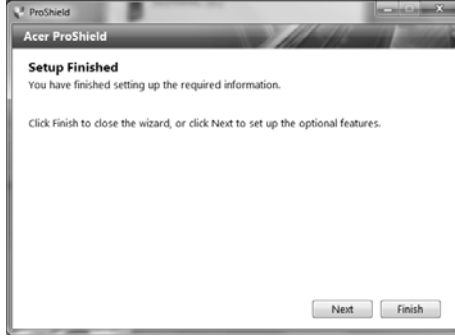 ProShield
Acer ProShield
Setup Finished
You have finished setting up the required information.
Click Finish to close the wizard, or click Next to set up the optional features.
Next
Finish